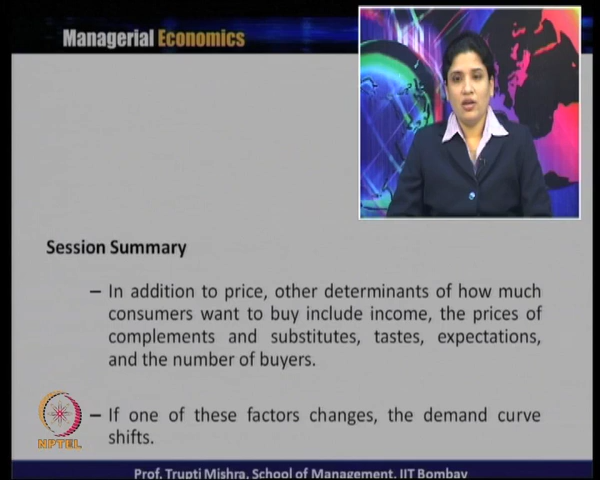 Managerial Economics
Session Summary
– In addition to price, other determinants of how much
consumers want to buy include income, the prices of
complements and substitutes, tastes, expectations,
and the number of buyers.
– If one of these factors changes, the demand curve
shifts.
NPTEL
Prof. Trupti Mishra, School of Management, IIT Bombay